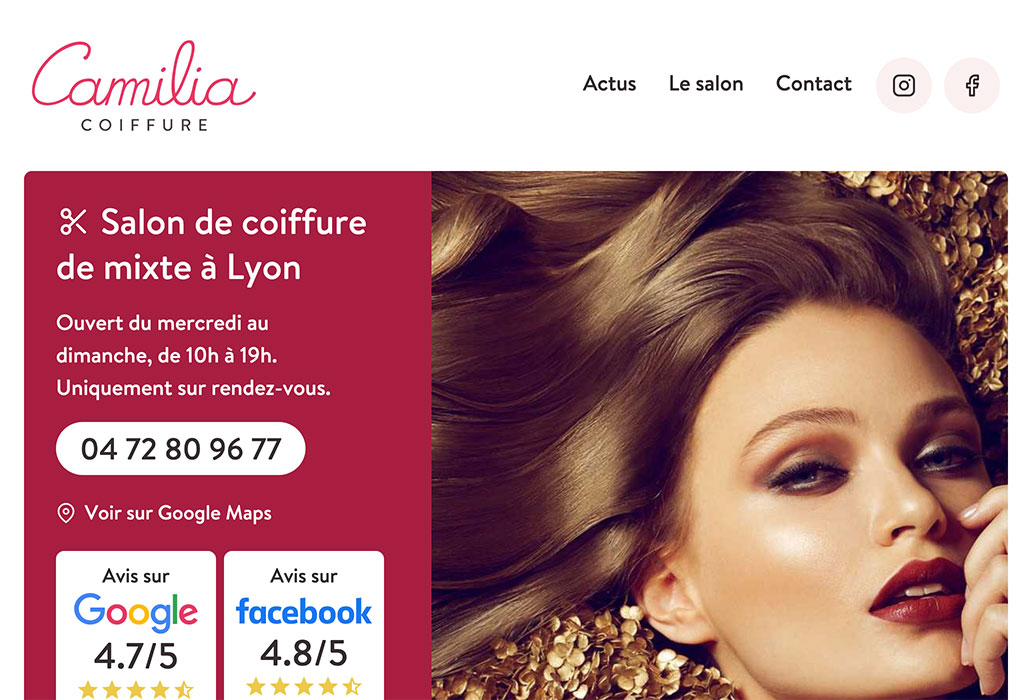 Camilia
COIFFURE
Actus
Le salon
Contact
Salon de coiffure
de mixte à Lyon
Ouvert du mercredi au
dimanche, de 10h à 19h.
Uniquement sur rendez-vous.
04 72 80 96 77
Voir sur Google Maps
Avis sur
Google
4.7/5
Avis sur
facebook
4.8/5